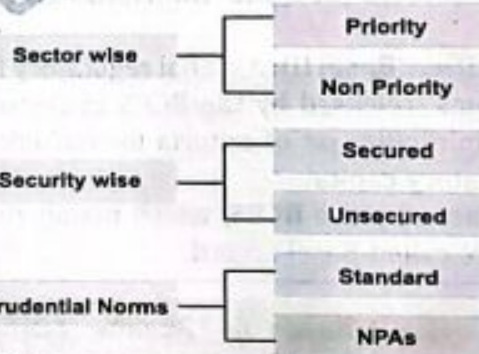 Priority
Sector wise
Non Priority
Secured
Security wise
Unsecured
Standard
rudential Norms
NPAs